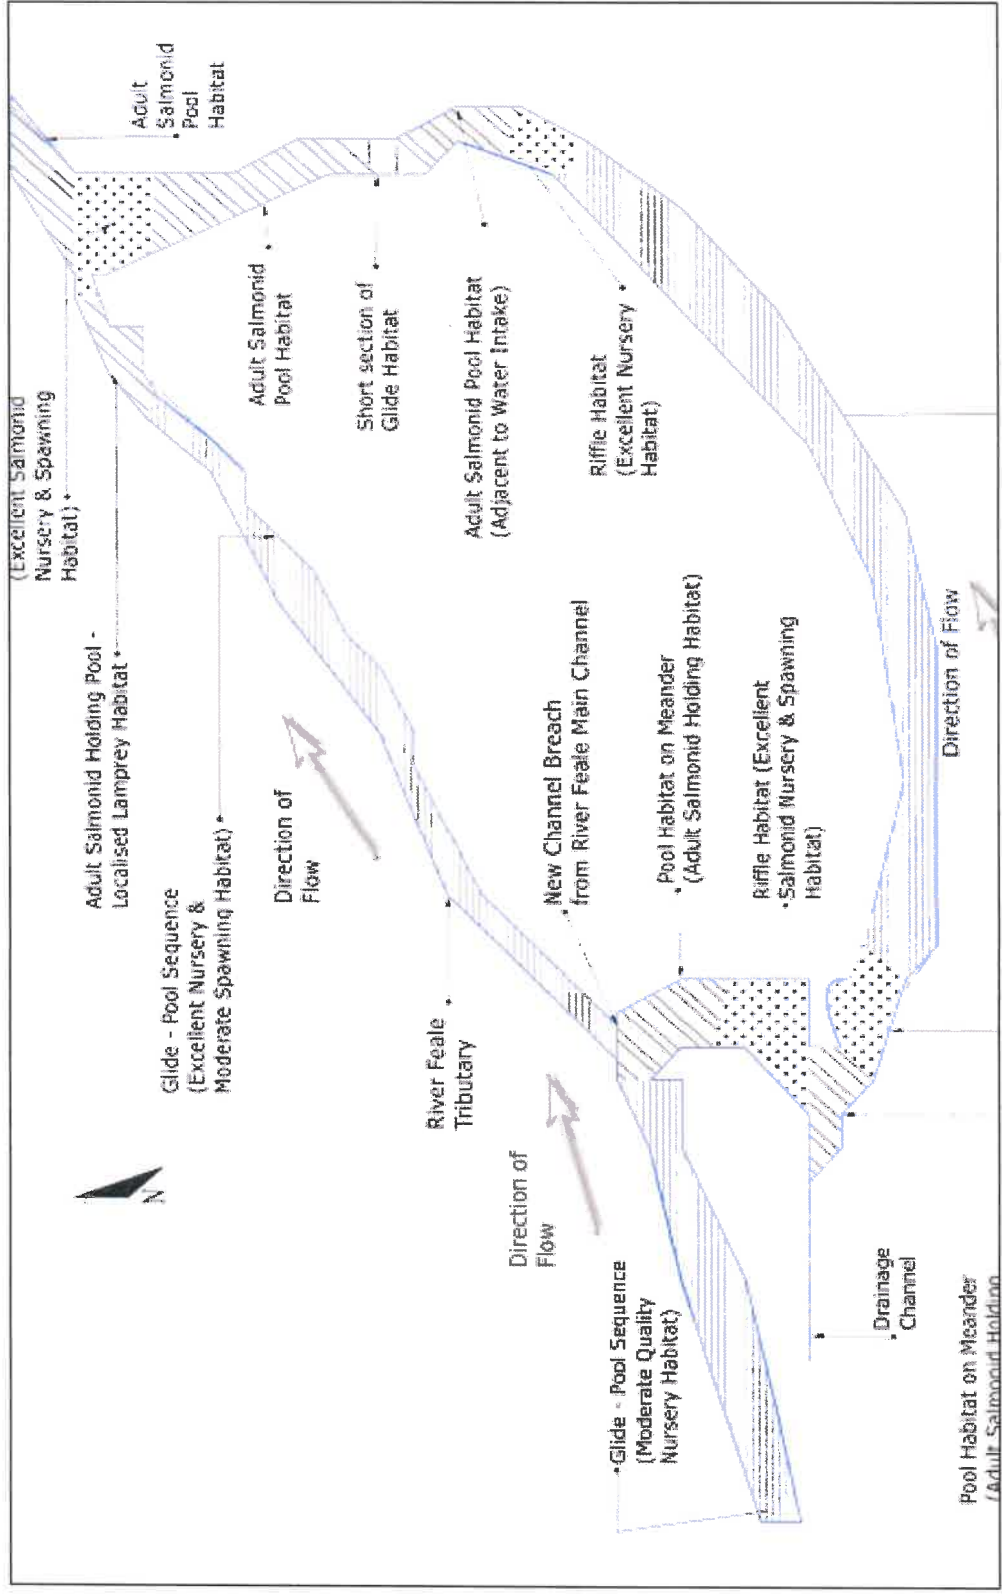 Adult
Salmonid
Pool
Habitat
(Excellent Salmonid
Nursery & Spawning
Habitat)
Adult Salmonid Holding Pool -
Localised Lamprey Habitat
Glide - Pool Sequence
(Excellent Nursery &
Moderate Spawning Habitat)
Adult Salmonid
Pool Habitat
Short section of
Glide Habitat
Adult Salmonid Pool Habitat
(Adjacent to Water Intake)
Riffle Habitat
(Excellent Nursery
Habitat)
Direction of
Flow
River Feale
Tributary
N
New Channel Breach
from River Feale Main Channel
Pool Habitat on Meander
(Adult Salmonid Holding Habitat)
Riffle Habitat (Excellent
Salmonid Nursery & Spawning
Habitat)
Direction of Flow
Direction of
Flow
Glide - Pool Sequence
(Moderate Quality
Nursery Habitat)
Drainage
Channel
Pool Habitat on Meander
(Adult Salmonid Holding